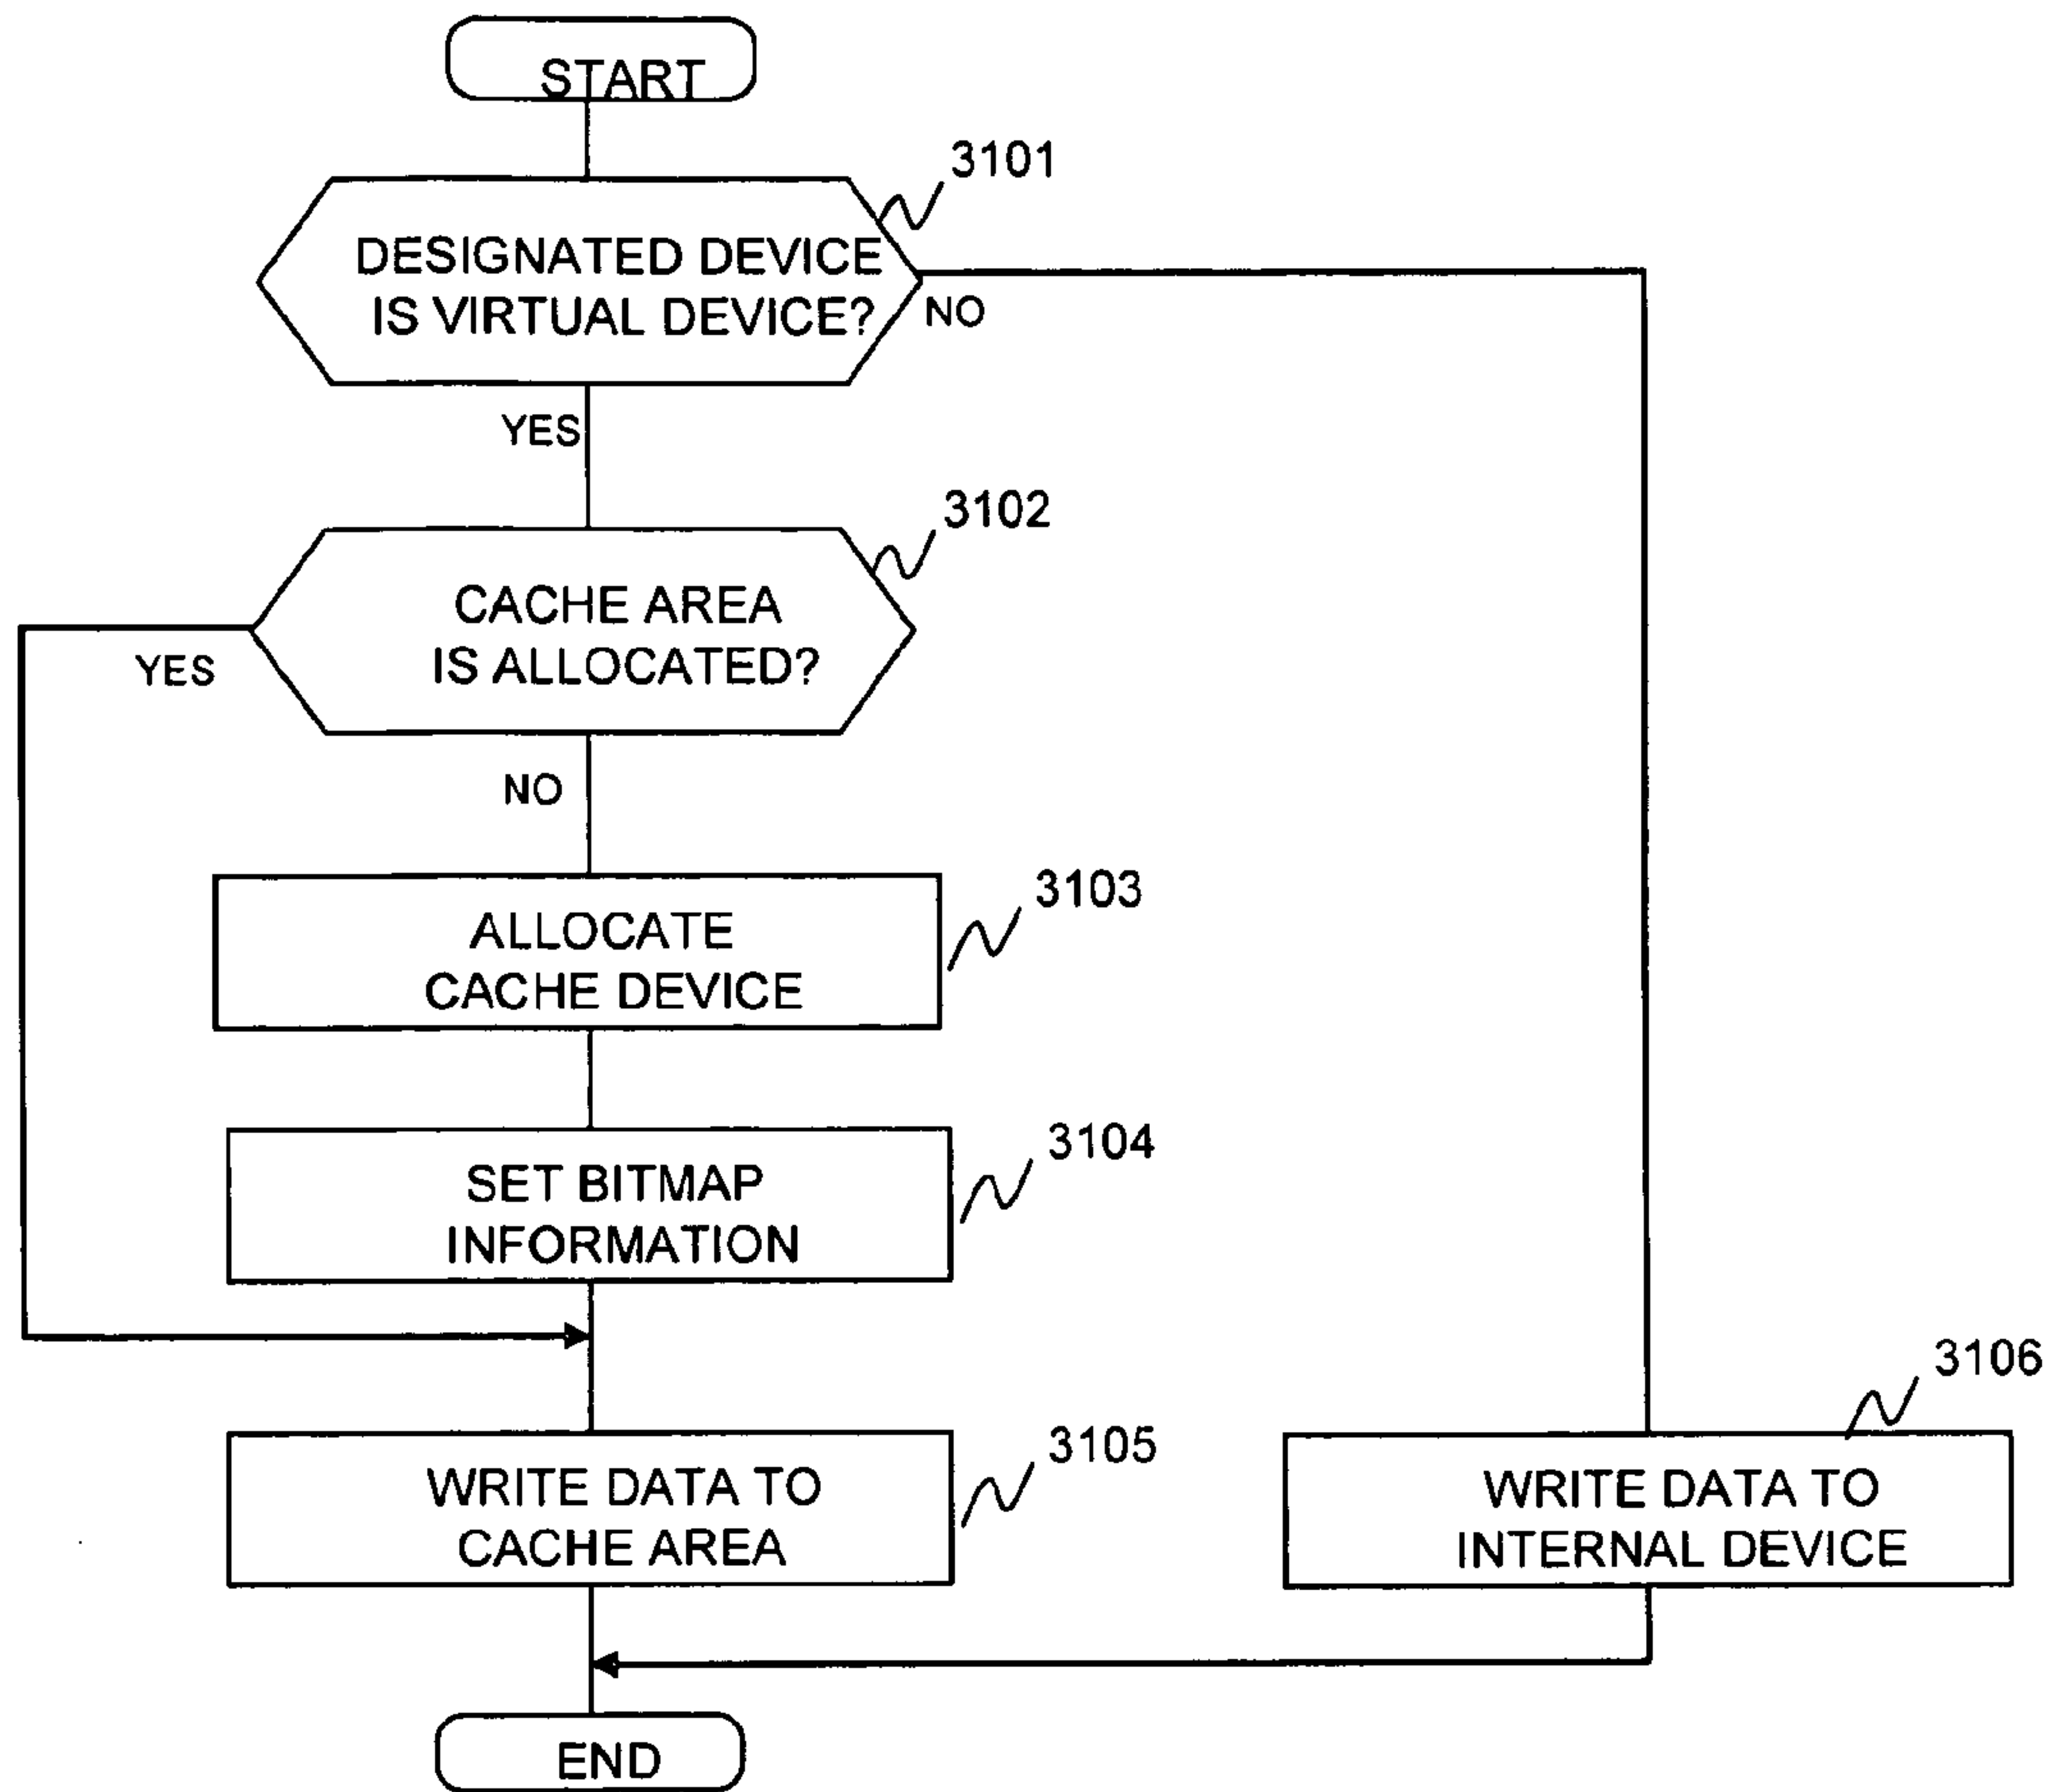 START
3101
DESIGNATED DEVICE
IS VIRTUAL DEVICE?
NO
YES
3102
CACHE AREA
IS ALLOCATED?
YES
NO
3103
ALLOCATE
CACHE DEVICE
3104
SET BITMAP
INFORMATION
3105
WRITE DATA TO
CACHE AREA
3106
WRITE DATA TO
INTERNAL DEVICE
END